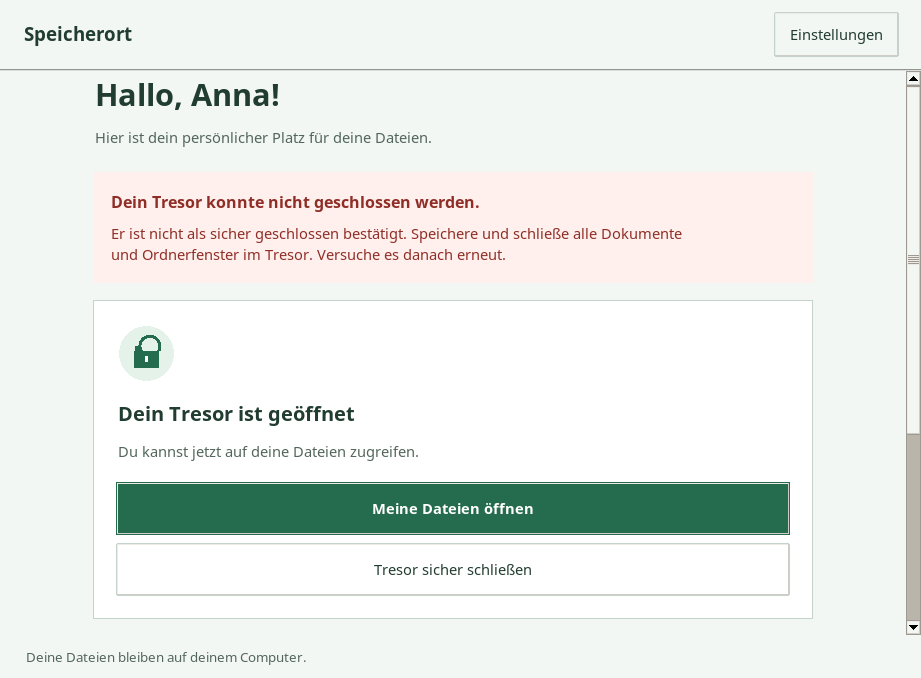 Speicherort
Einstellungen
Hallo, Anna!
Hier ist dein persönlicher Platz für deine Dateien.
Dein Tresor konnte nicht geschlossen werden.
Er ist nicht als sicher geschlossen bestätigt. Speichere und schließe alle Dokumente
und Ordnerfenster im Tresor. Versuche es danach erneut.
Dein Tresor ist geöffnet
Du kannst jetzt auf deine Dateien zugreifen.
Meine Dateien öffnen
Tresor sicher schließen
Deine Dateien bleiben auf deinem Computer.